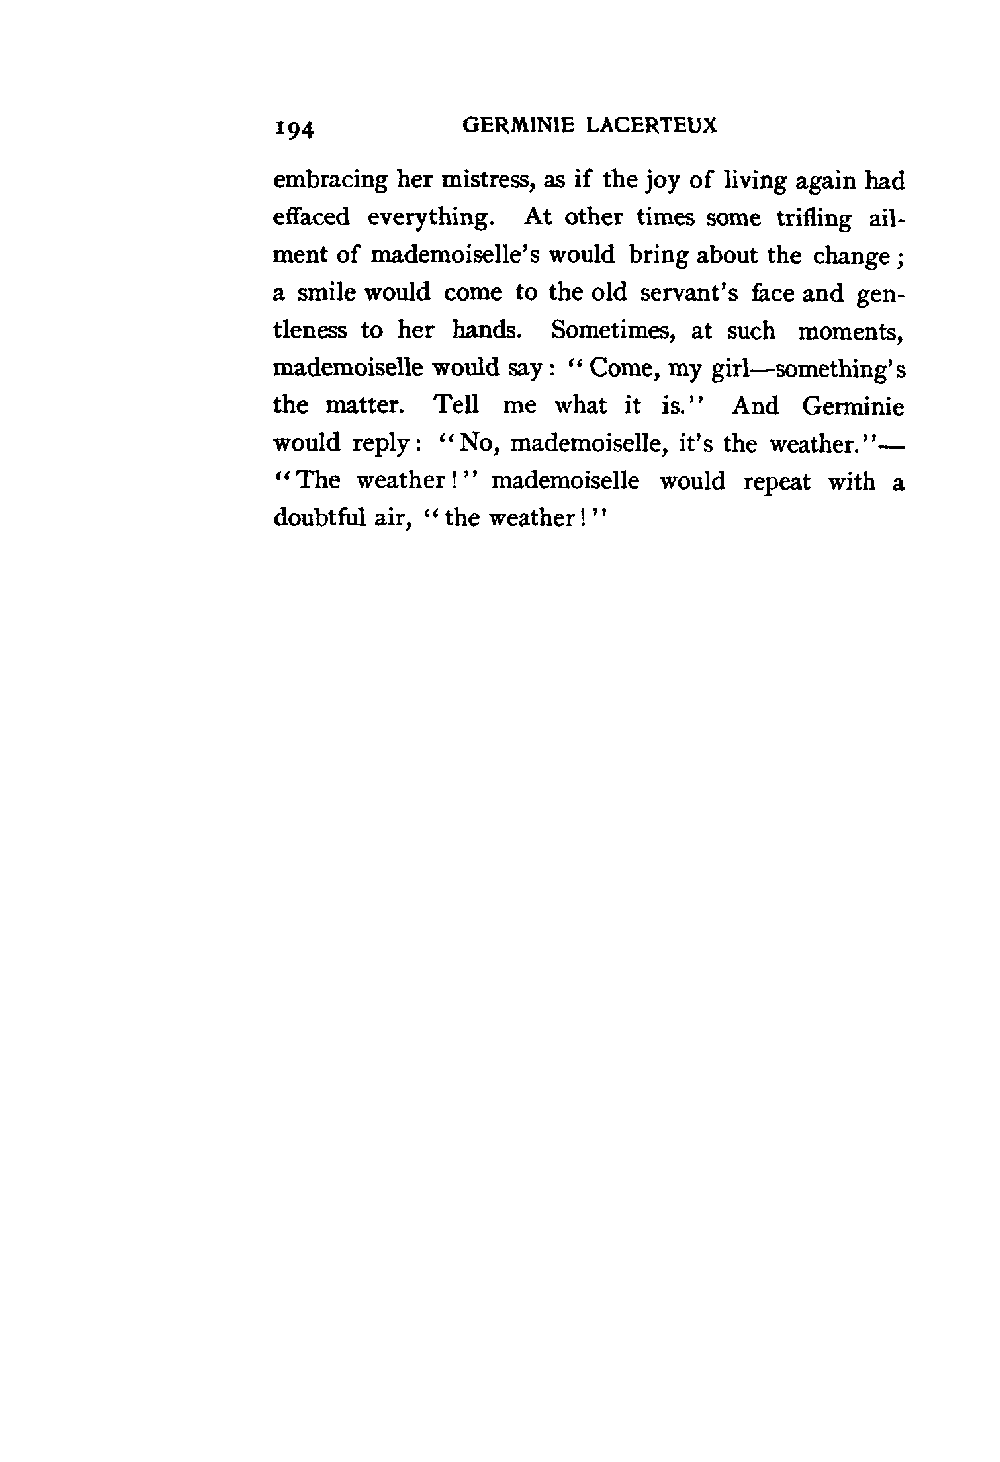 194 GERMINIE LACERTEUX
embracing her mistress, as if the joy of living again had
effaced everything. At other times some trifling ail-
ment of mademoiselle's would bring about the change;
a smile would come to the old servant's face and gen-
tleness to her hands. Sometimes, at such moments,
mademoiselle would say: "Come, my girl—something's
the matter. Tell me what it is." And Germinie
would reply: "No, mademoiselle, it's the weather."—
"The weather!" mademoiselle would repeat with a
doubtful air, "the weather!"